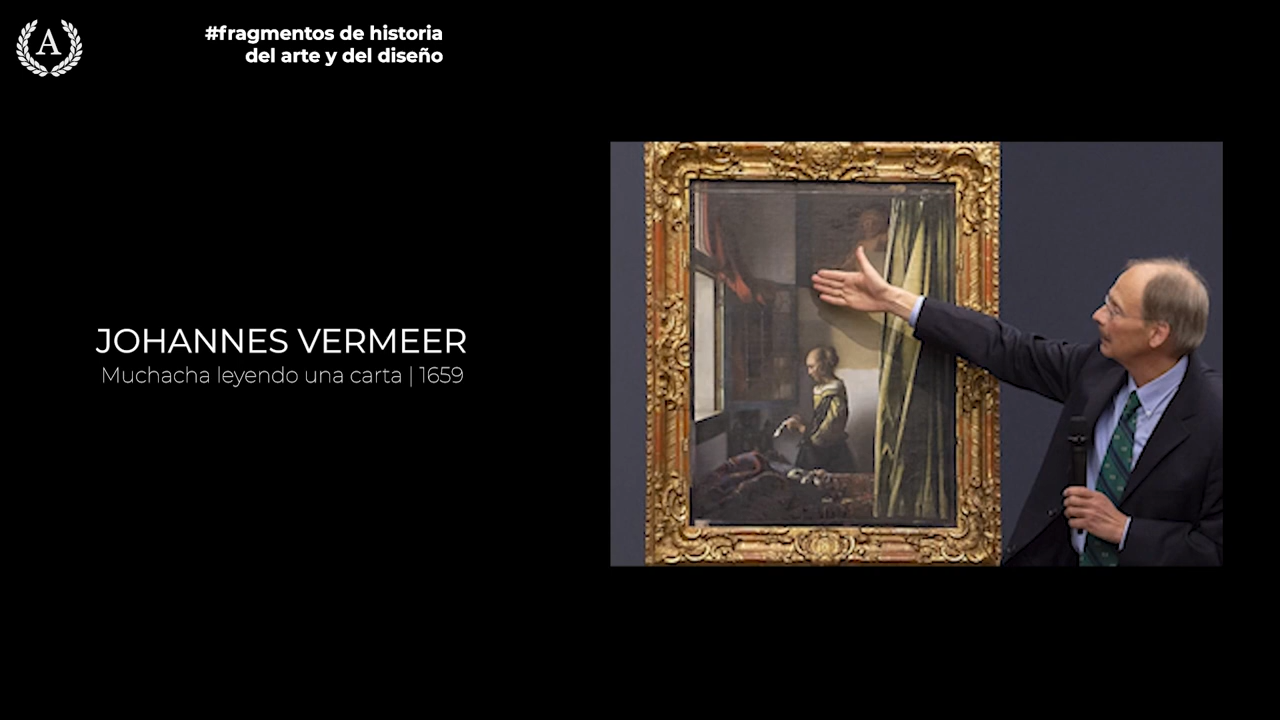 A
#fragmentos de historia
del arte y del diseño
JOHANNES VERMEER
Muchacha leyendo una carta | 1659